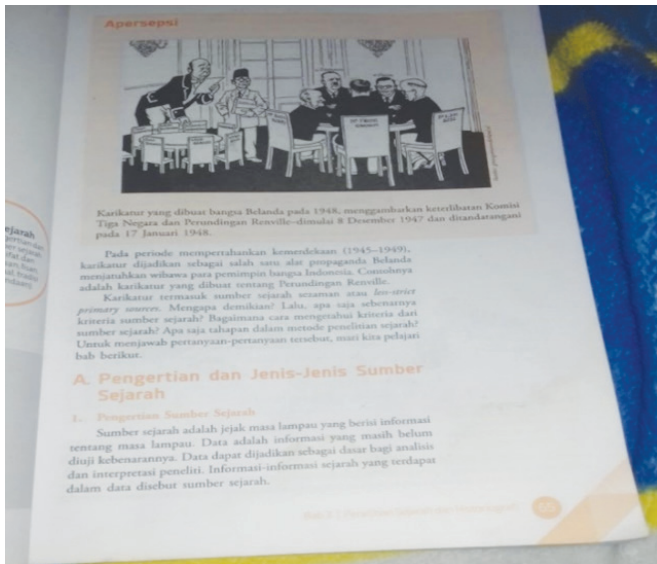 Apersepsi
Karikatur yang dibuat bangsa Belanda pada 1948, menggambarkan keterlibatan Komisi
Tiga Negara dan Perundingan Renville-dimulai 8 Desember 1947 dan ditandatangani
pada 17 Januari 1948.
Pada periode mempertahankan kemerdekaan (1945–1949),
karikatur dijadikan sebagai salah satu alat propaganda Belanda
menjatuhkan wibawa para pemimpin bangsa Indonesia. Contohnya
adalah karikatur yang dibuat tentang Perundingan Renville.
Karikatur termasuk sumber sejarah sezaman atau less-strict
primary sources. Mengapa demikian? Lalu, apa saja sebenarnya
kriteria sumber sejarah? Bagaimana cara mengetahui kriteria dari
sumber sejarah? Apa saja tahapan dalam metode penelitian sejarah?
Untuk menjawab pertanyaan-pertanyaan tersebut, mari kita pelajari
bab berikut.
A. Pengertian dan Jenis-Jenis Sumber
Sejarah
1. Pengertian Sumber Sejarah
Sumber sejarah adalah jejak masa lampau yang berisi informasi
tentang masa lampau. Data adalah informasi yang masih belum
diuji kebenarannya. Data dapat dijadikan sebagai dasar bagi analisis
dan interpretasi peneliti. Informasi-informasi sejarah yang terdapat
dalam data disebut sumber sejarah.